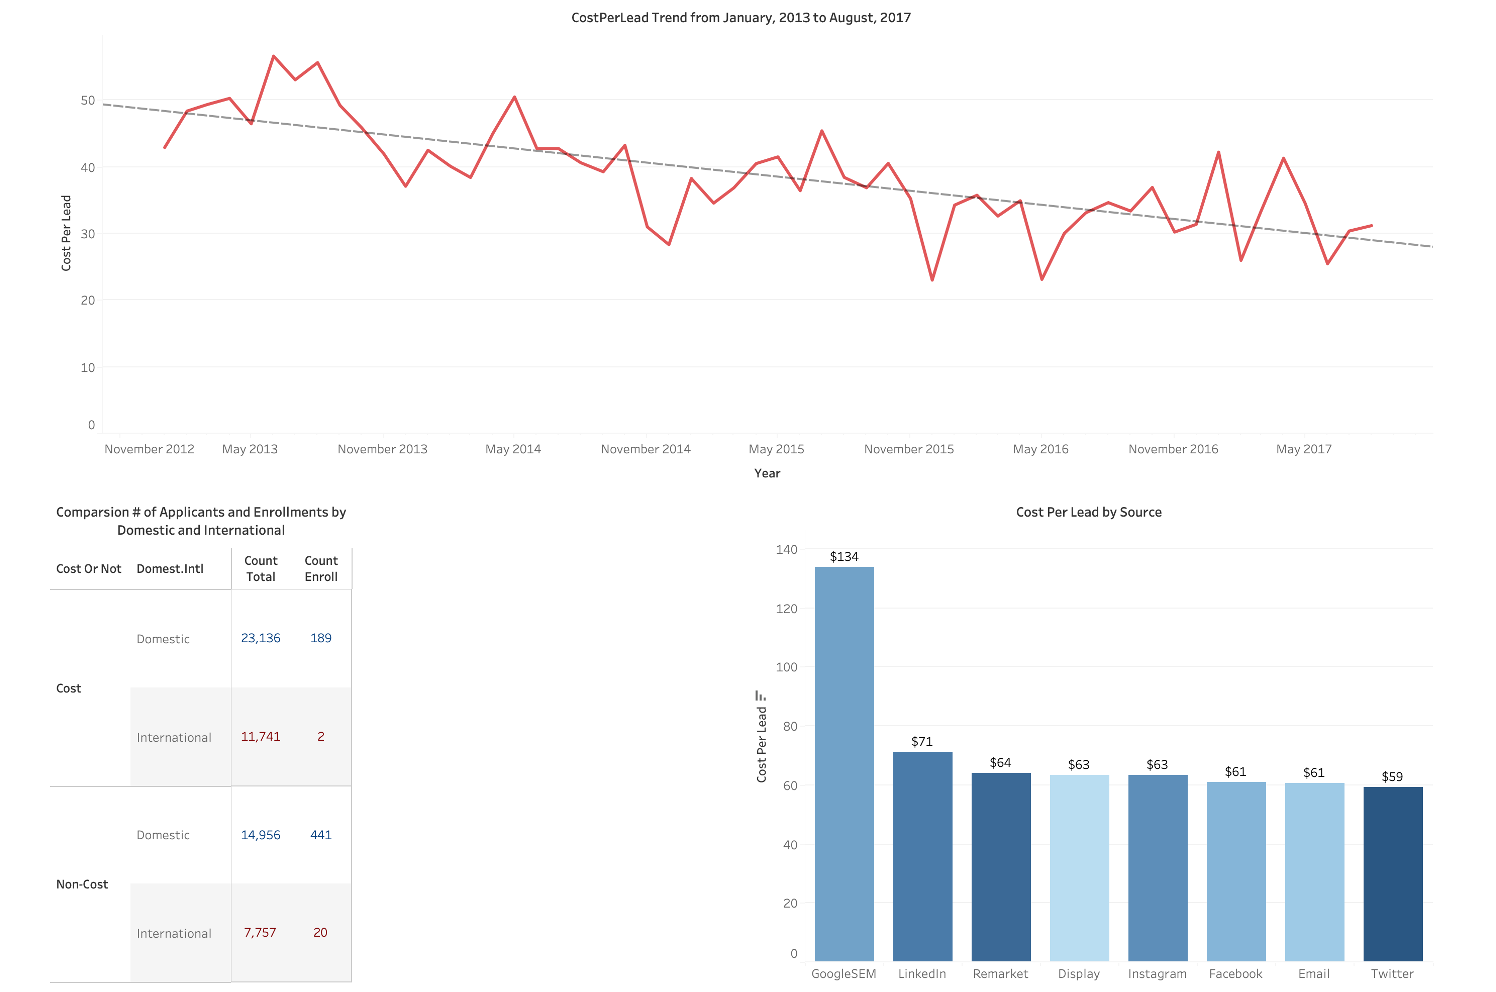 CostPerLead Trend from January, 2013 to August, 2017
50
40
30
20
10
0
Cost Per Lead
November 2012 May 2013 November 2013 May 2014 November 2014 May 2015 November 2015 May 2016 November 2016 May 2017
Year
Comparsion # of Applicants and Enrollments by
Domestic and International
Cost Or Not Domest.Intl Count Total Count Enroll
Cost
Domestic 23,136 189
International 11,741 2
Non-Cost
Domestic 14,956 441
International 7,757 20
Cost Per Lead by Source
140
120
100
80
60
40
20
0
Cost Per Lead
$134 $71 $64 $63 $63 $61 $61 $59
GoogleSEM LinkedIn Remarket Display Instagram Facebook Email Twitter